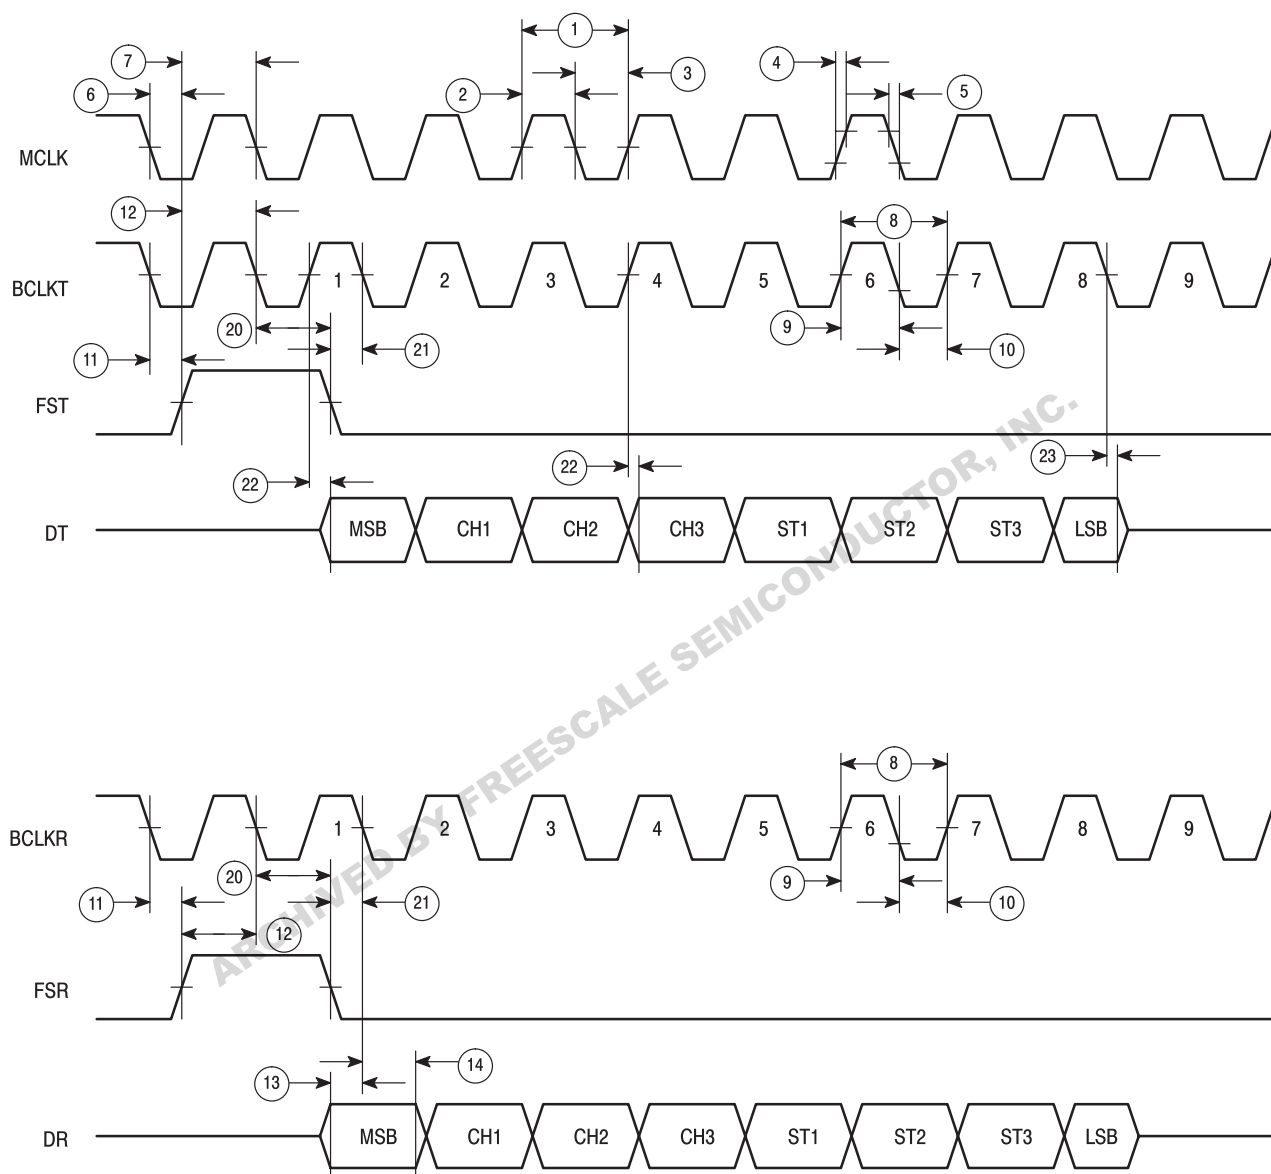 1
7
4
3
6
2
5
MCLK
12
8
BCLKT
1 2 3 4 5 6 7 8 9
20
9
21
10
11
FST
22
22
23
DT
MSB CH1 CH2 CH3 ST1 ST2 ST3 LSB
ARCHIVED BY FREESCALE SEMICONDUCTOR, INC.
8
BCLKR
1 2 3 4 5 6 7 8 9
20
9
11
21
10
12
FSR
14
13
DR
MSB CH1 CH2 CH3 ST1 ST2 ST3 LSB